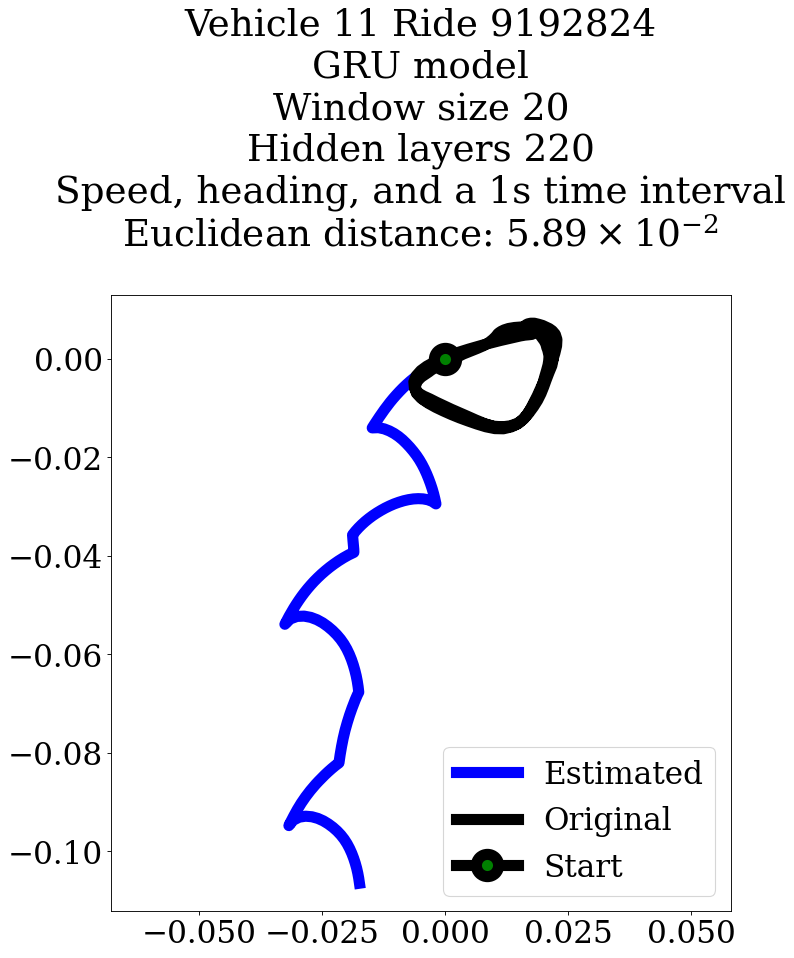 Vehicle 11 Ride 9192824
GRU model
Window size 20
Hidden layers 220
Speed, heading, and a 1s time interval
Euclidean distance: 5.89 × 10⁻²
0.00
−0.02
−0.04
−0.06
−0.08
−0.10
Estimated
Original
Start
−0.050 −0.025 0.000 0.025 0.050